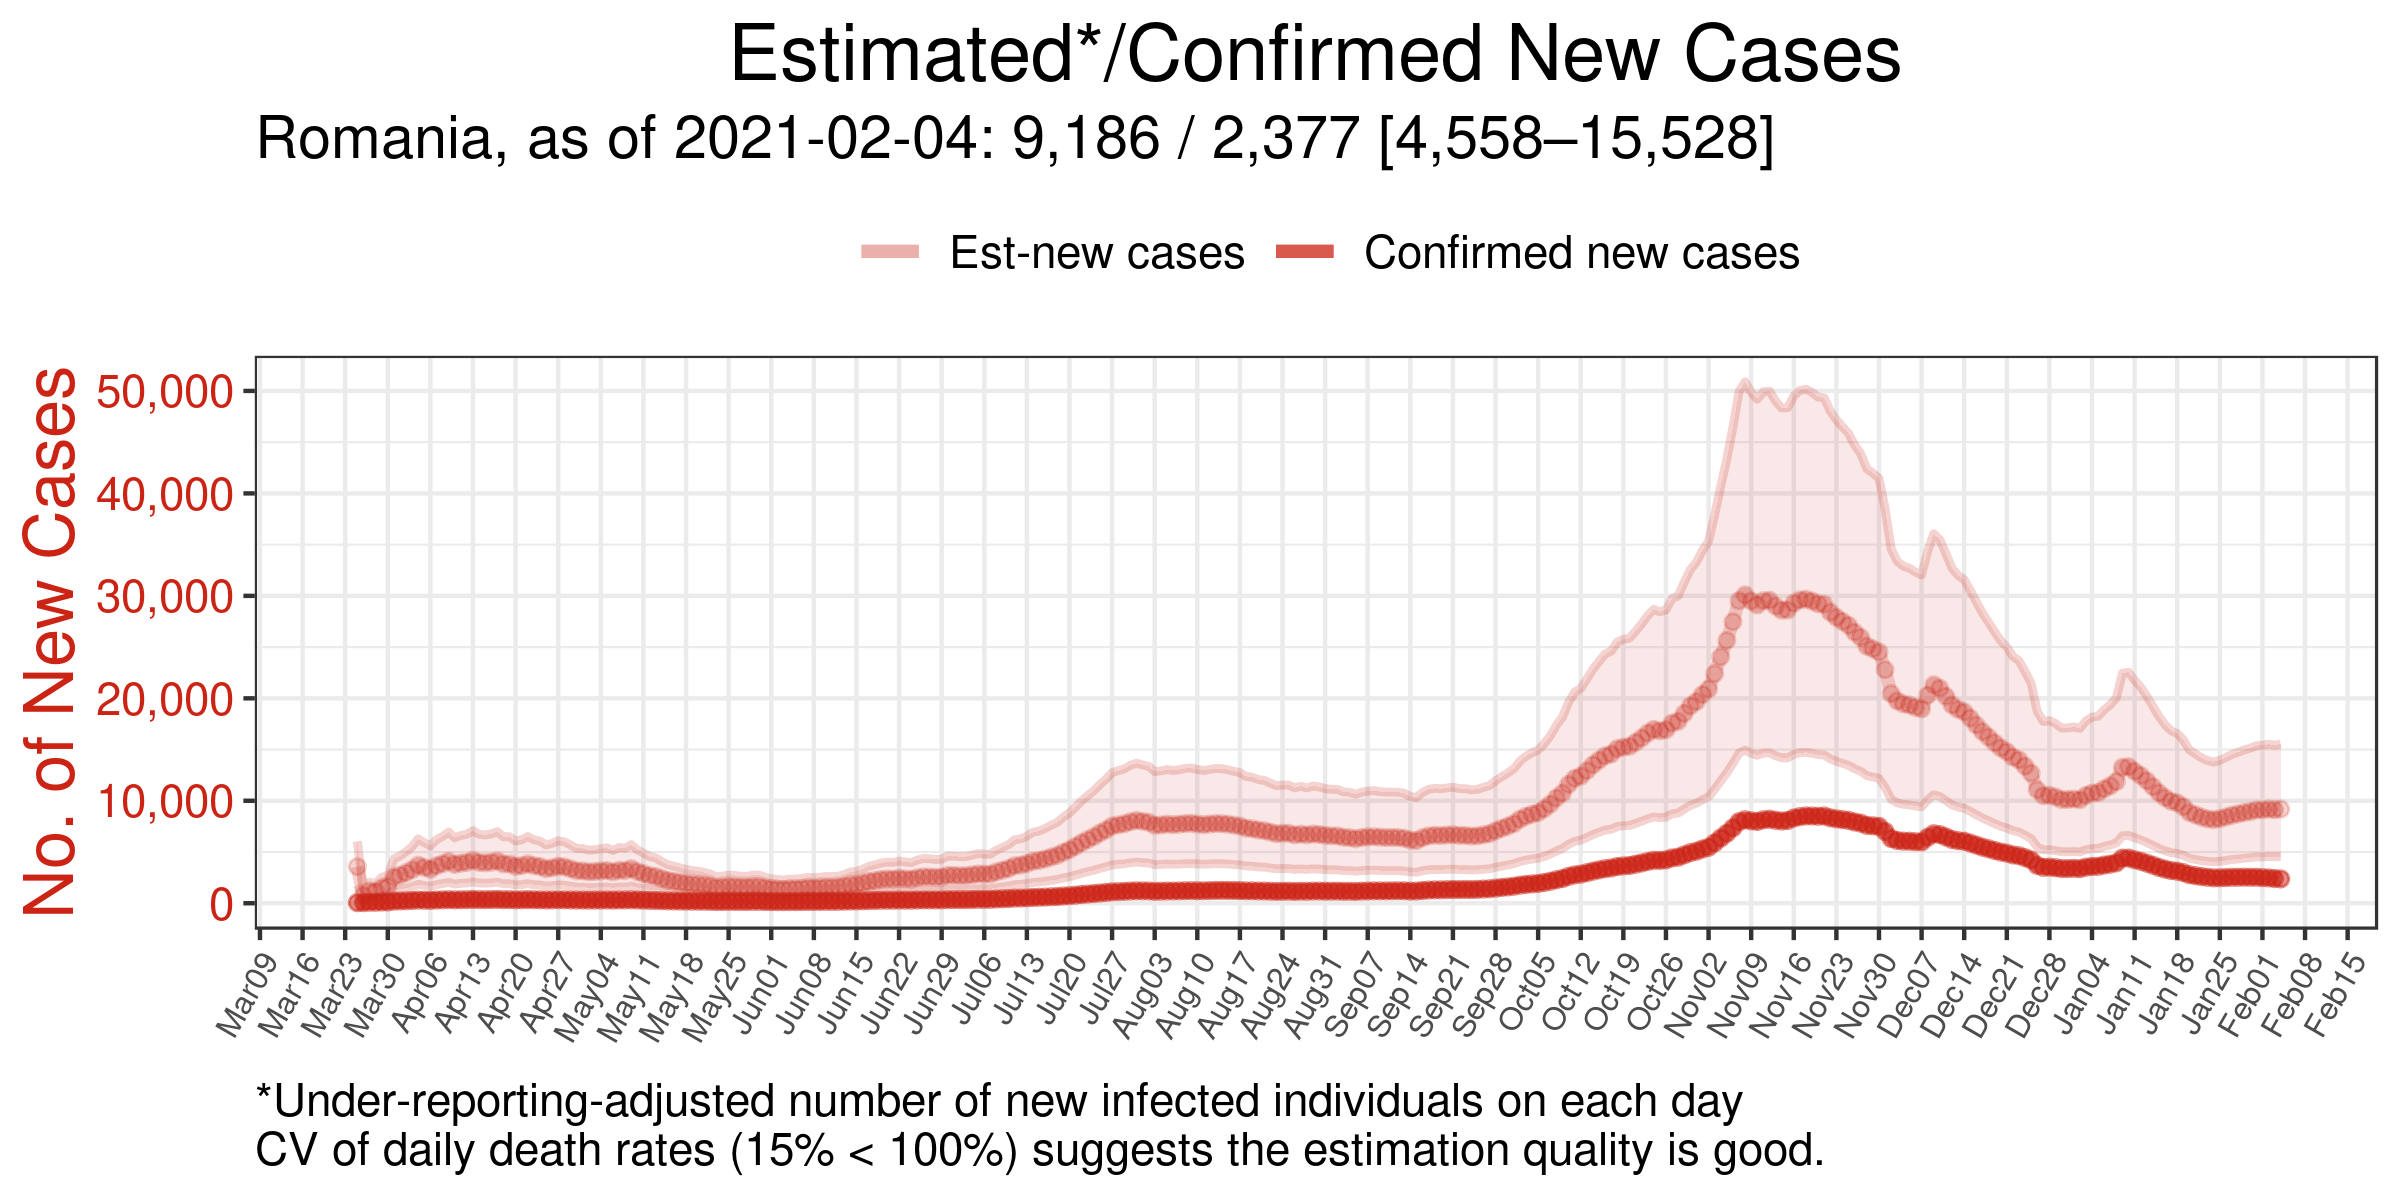 Estimated*/Confirmed New Cases
Romania, as of 2021-02-04: 9,186 / 2,377 [4,558–15,528]
Est-new cases
Confirmed new cases
No. of New Cases
50,000
40,000
30,000
20,000
10,000
0
Mar09
Mar16
Mar23
Mar30
Apr06
Apr13
Apr20
Apr27
May04
May11
May18
May25
Jun01
Jun08
Jun15
Jun22
Jun29
Jul06
Jul13
Jul20
Jul27
Aug03
Aug10
Aug17
Aug24
Aug31
Sep07
Sep14
Sep21
Sep28
Oct05
Oct12
Oct19
Oct26
Nov02
Nov09
Nov16
Nov23
Nov30
Dec07
Dec14
Dec21
Dec28
Jan04
Jan11
Jan18
Jan25
Feb01
Feb08
Feb15
*Under-reporting-adjusted number of new infected individuals on each day
CV of daily death rates (15% < 100%) suggests the estimation quality is good.